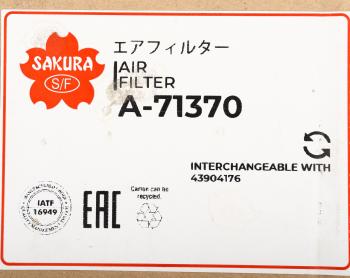 SAKURA
S/F
エアフィルター
AIR
FILTER
A-71370
INTERCHANGEABLE WITH
43904176
IATF
16949
EAC
Carton can be
recycled.